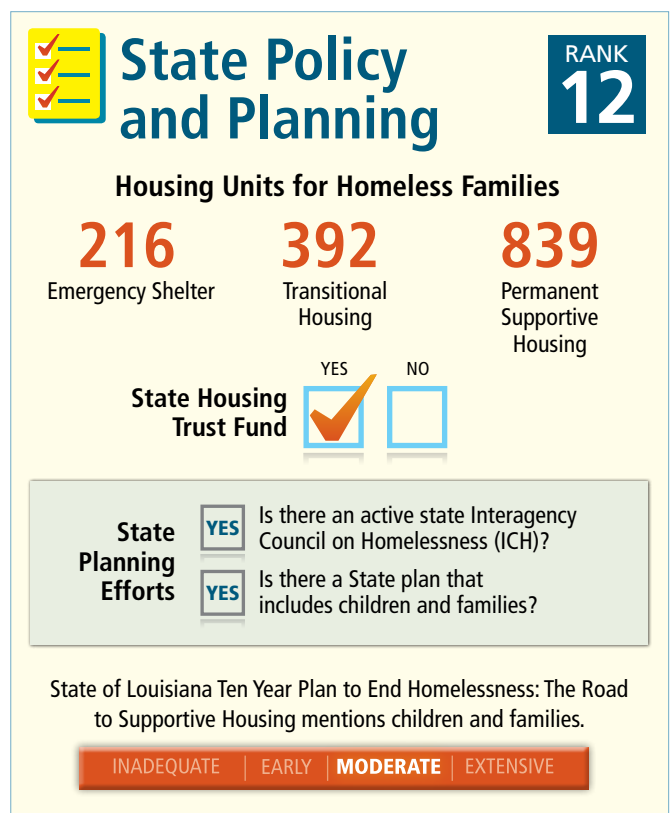 State Policy
and Planning
RANK
12
Housing Units for Homeless Families
216
Emergency Shelter
392
Transitional
Housing
839
Permanent
Supportive
Housing
YES NO
State Housing
Trust Fund
State
Planning
Efforts
YES
Is there an active state Interagency
Council on Homelessness (ICH)?
YES
Is there a State plan that
includes children and families?
State of Louisiana Ten Year Plan to End Homelessness: The Road
to Supportive Housing mentions children and families.
INADEQUATE | EARLY | MODERATE | EXTENSIVE